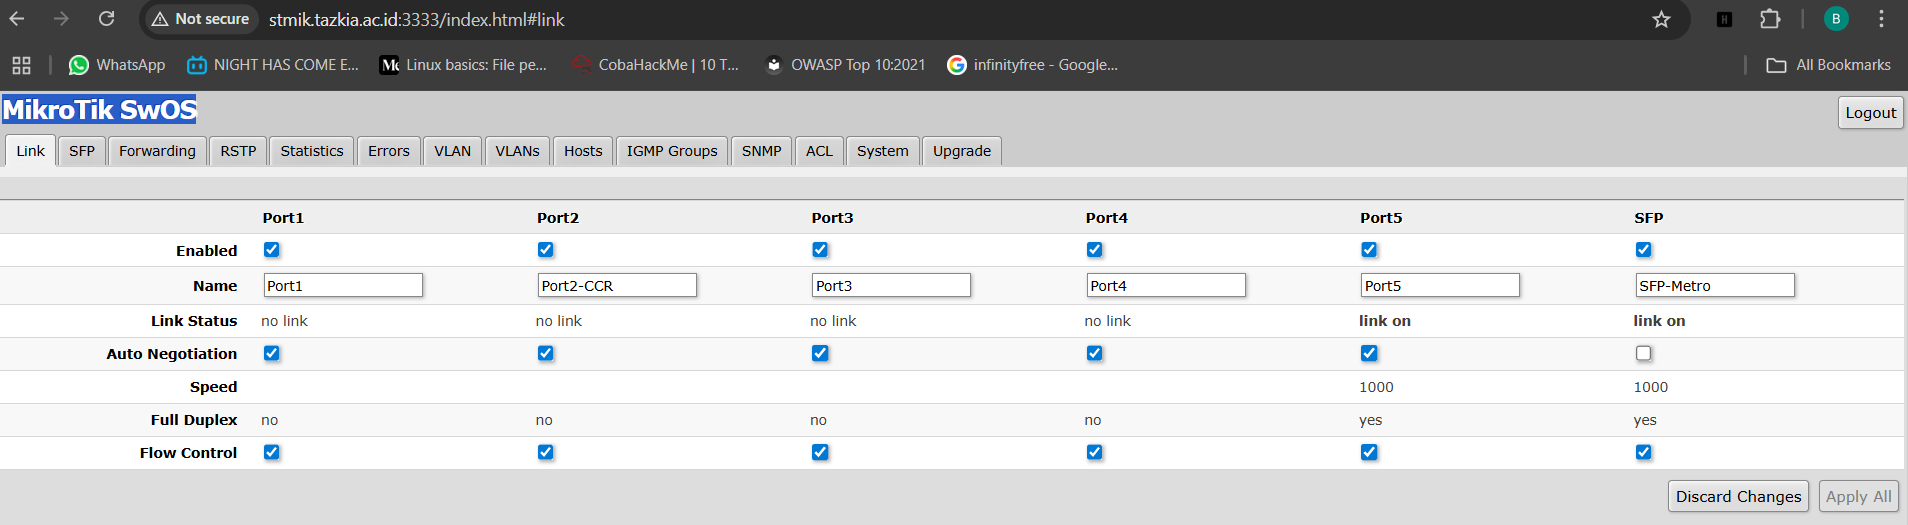 Not secure stmik.tazkia.ac.id:3333/index.html#link B
WhatsApp NIGHT HAS COME E... Linux basics: File pe... CobaHackMe | 10 T... OWASP Top 10:2021 infinityfree - Google... All Bookmarks
MikroTik SwOS Logout
Link SFP Forwarding RSTP Statistics Errors VLAN VLANs Hosts IGMP Groups SNMP ACL System Upgrade
Port1 Port2 Port3 Port4 Port5 SFP
Enabled
Name Port1 Port2-CCR Port3 Port4 Port5 SFP-Metro
Link Status no link no link no link no link link on link on
Auto Negotiation
Speed 1000 1000
Full Duplex no no no no yes yes
Flow Control
Discard Changes Apply All